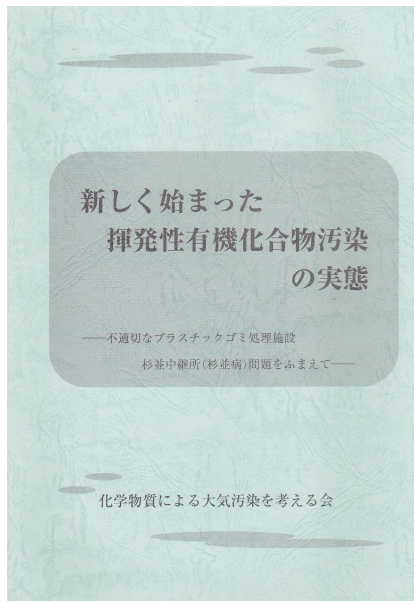 新しく始まった
揮発性有機化合物汚染
の実態
——不適切なプラスチックゴミ処理施設
杉並中継所(杉並病)問題をふまえて——
化学物質による大気汚染を考える会